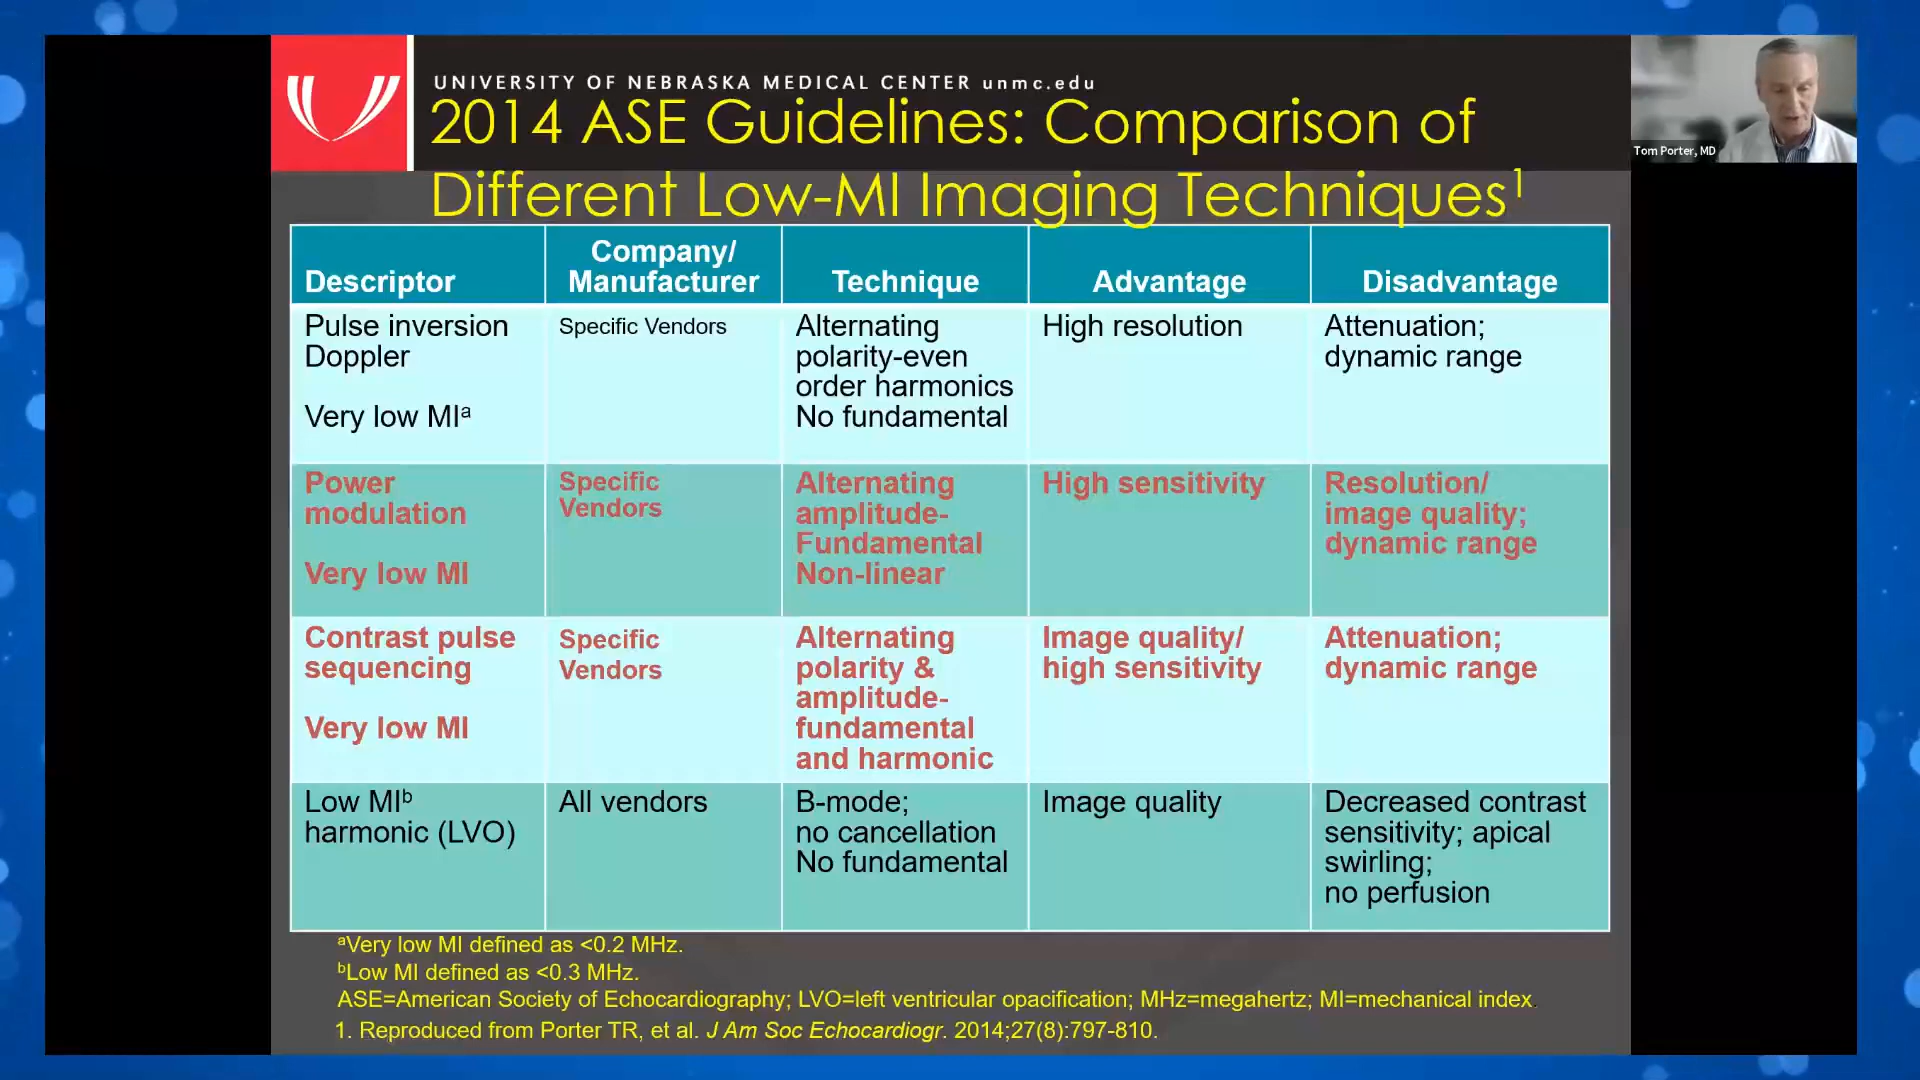 UNIVERSITY OF NEBRASKA MEDICAL CENTER unmc.edu
2014 ASE Guidelines: Comparison of
Different Low-MI Imaging Techniques¹
Tom Porter, MD
Descriptor
Company/
Manufacturer
Technique
Advantage
Disadvantage
Pulse inversion
Doppler
Very low MIᵃ
Specific Vendors
Alternating
polarity-even
order harmonics
No fundamental
High resolution
Attenuation;
dynamic range
Power
modulation
Very low MI
Specific
Vendors
Alternating
amplitude-
Fundamental
Non-linear
High sensitivity
Resolution/
image quality;
dynamic range
Contrast pulse
sequencing
Very low MI
Specific
Vendors
Alternating
polarity &
amplitude-
fundamental
and harmonic
Image quality/
high sensitivity
Attenuation;
dynamic range
Low MIᵇ
harmonic (LVO)
All vendors
B-mode;
no cancellation
No fundamental
Image quality
Decreased contrast
sensitivity; apical
swirling;
no perfusion
ᵃVery low MI defined as <0.2 MHz.
ᵇLow MI defined as <0.3 MHz.
ASE=American Society of Echocardiography; LVO=left ventricular opacification; MHz=megahertz; MI=mechanical index.
1. Reproduced from Porter TR, et al. J Am Soc Echocardiogr. 2014;27(8):797-810.